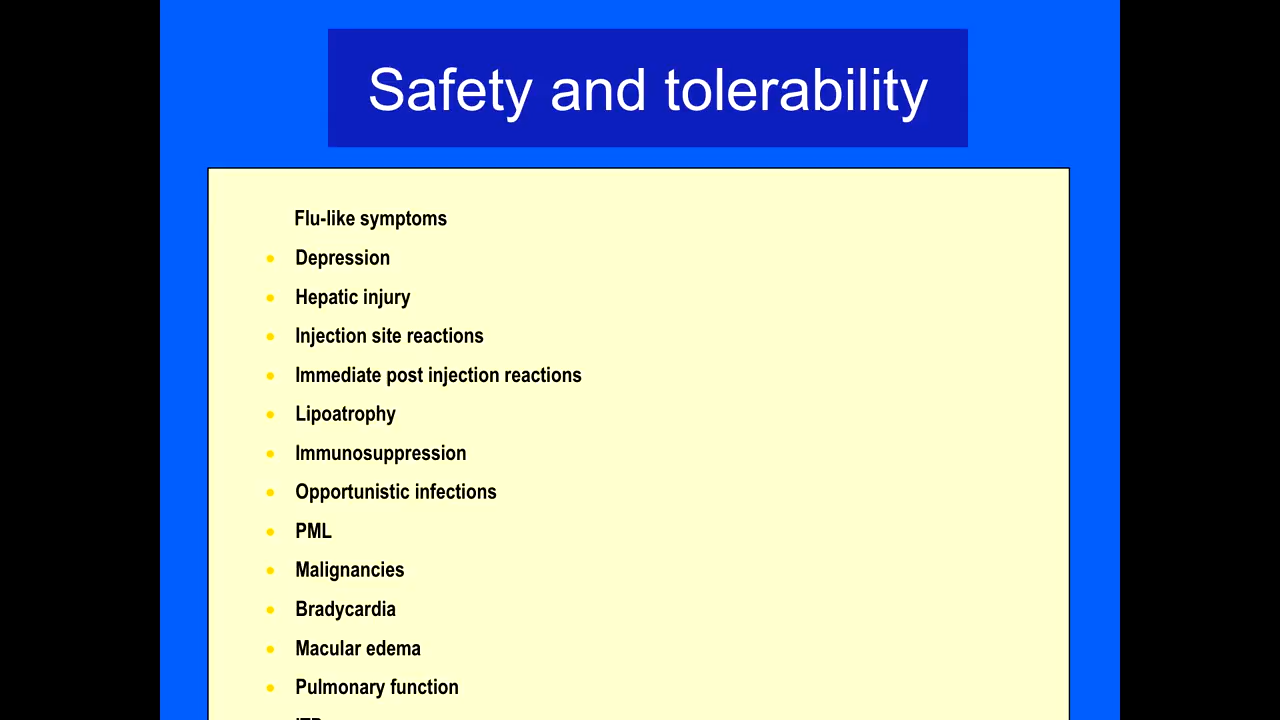 Safety and tolerability
Flu-like symptoms
• Depression
• Hepatic injury
• Injection site reactions
• Immediate post injection reactions
• Lipoatrophy
• Immunosuppression
• Opportunistic infections
• PML
• Malignancies
• Bradycardia
• Macular edema
• Pulmonary function